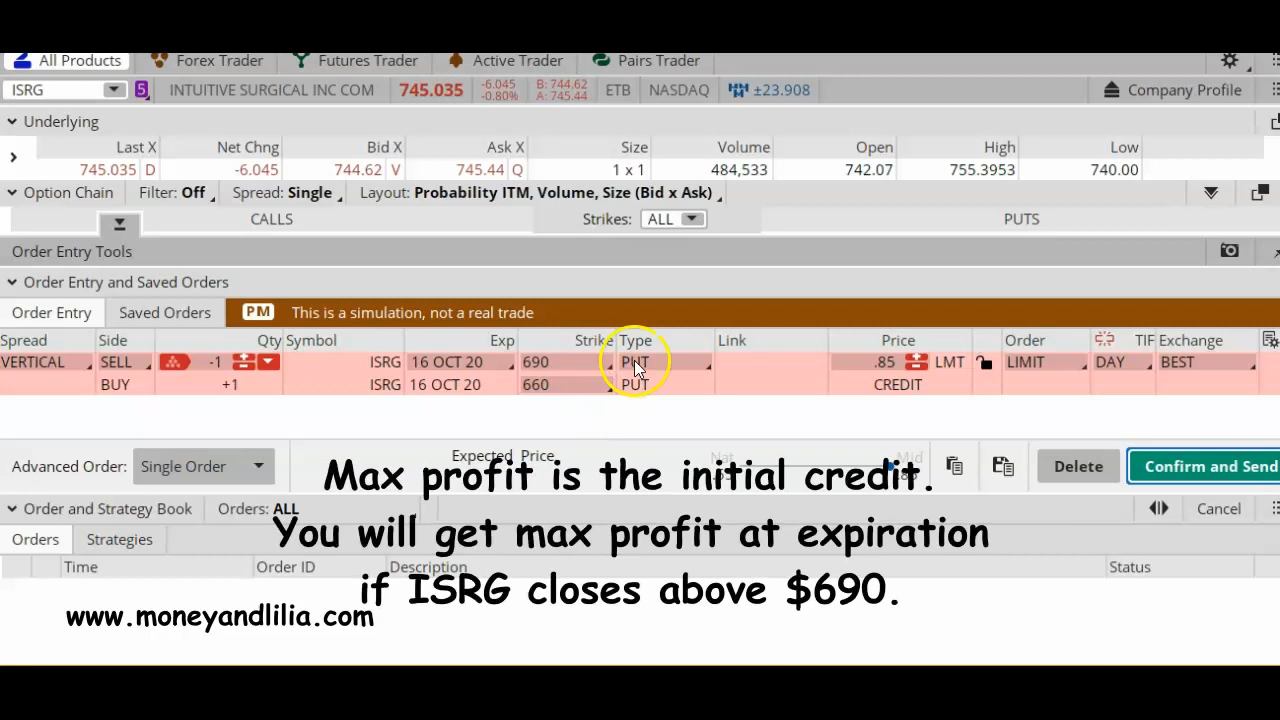 All Products Forex Trader Futures Trader Active Trader Pairs Trader
ISRG 5 INTUITIVE SURGICAL INC COM 745.035 -6.045 -0.80% B: 744.62 A: 745.44 ETB NASDAQ ±23.908 Company Profile
Underlying
Last X Net Chng Bid X Ask X Size Volume Open High Low
745.035 D -6.045 744.62 V 745.44 Q 1 x 1 484,533 742.07 755.3953 740.00
Option Chain Filter: Off Spread: Single Layout: Probability ITM, Volume, Size (Bid x Ask)
CALLS Strikes: ALL PUTS
Order Entry Tools
Order Entry and Saved Orders
Order Entry Saved Orders PM This is a simulation, not a real trade
Spread Side Qty Symbol Exp Strike Type Link Price Order TIF Exchange
VERTICAL SELL -1 ISRG 16 OCT 20 690 PUT .85 LMT LIMIT DAY BEST
BUY +1 ISRG 16 OCT 20 660 PUT CREDIT
Advanced Order: Single Order Expected Price Nat Mid Delete Confirm and Send
Max profit is the initial credit.
Order and Strategy Book Orders: ALL Cancel
You will get max profit at expiration
Orders Strategies
Time Order ID Description Status
if ISRG closes above $690.
www.moneyandlilia.com